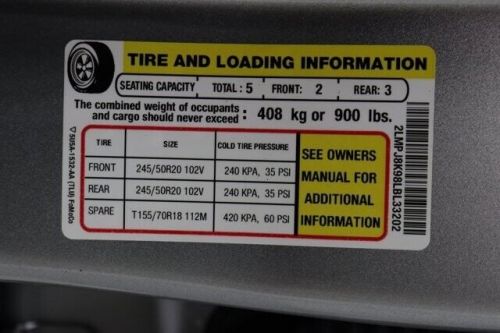 TIRE AND LOADING INFORMATION
SEATING CAPACITY TOTAL : 5 FRONT: 2 REAR: 3
The combined weight of occupants
and cargo should never exceed : 408 kg or 900 lbs.
TIRE SIZE COLD TIRE PRESSURE
FRONT 245/50R20 102V 240 KPA, 35 PSI
REAR 245/50R20 102V 240 KPA, 35 PSI
SPARE T155/70R18 112M 420 KPA, 60 PSI
SEE OWNERS
MANUAL FOR
ADDITIONAL
INFORMATION
2LMPJ8K98LBL33202